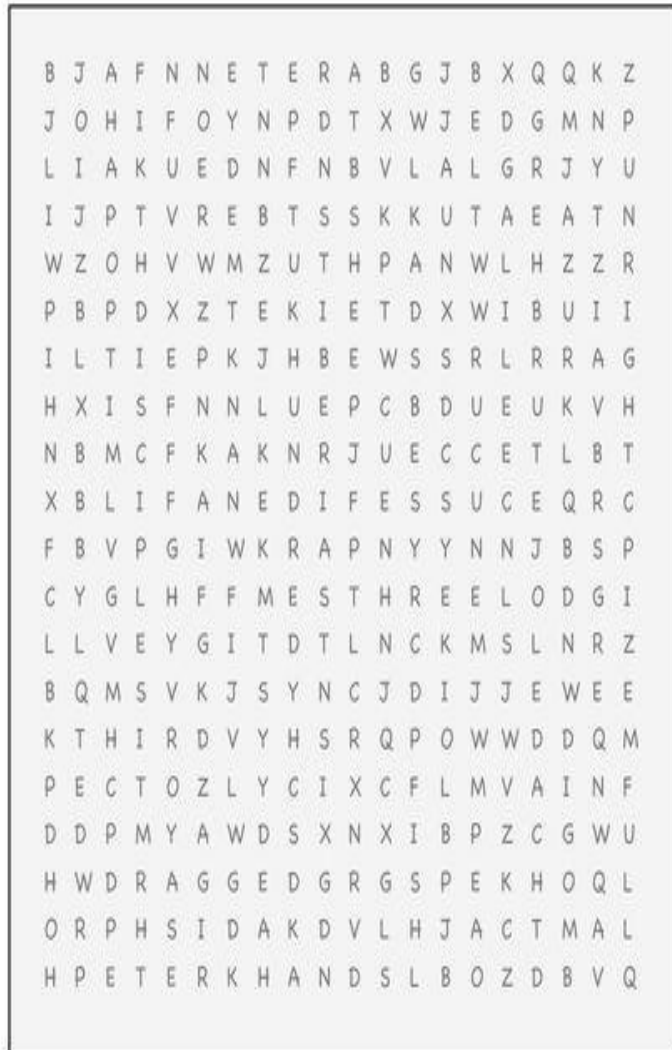 B J A F N N E T E R A B G J B X Q Q K Z
J O H I F O Y N P D T X W J E D G M N P
L I A K U E D N F N B V L A L G R J Y U
I J P T V R E B T S S K K U T A E A T N
W Z O H V W M Z U T H P A N W L H Z Z R
P B P D X Z T E K I E T D X W I B U I I
I L T I E P K J H B E W S S R L R R A G
H X I S F N N L U E P C B D U E U K V H
N B M C F K A K N R J U E C C E T L B T
X B L I F A N E D I F E S S U C E Q R C
F B V P G I W K R A P N Y Y N N J B S P
C Y G L H F F M E S T H R E E L O D G I
L L V E Y G I T D T L N C K M S L N R Z
B Q M S V K J S Y N C J D I J J E W E E
K T H I R D V Y H S R Q P O W W D D Q M
P E C T O Z L Y C I X C F L M V A I N F
D D P M Y A W D S X N X I B P Z C G W U
H W D R A G G E D G R G S P E K H O Q L
O R P H S I D A K D V L H J A C T M A L
H P E T E R K H A N D S L B O Z D B V Q